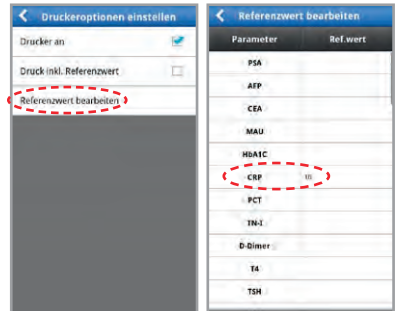 Druckeroptionen einstellen
Drucker an
Druck inkl. Referenzwert
Referenzwert bearbeiten
Referenzwert bearbeiten
Parameter Ref.wert
PSA
AFP
CEA
MAU
HbA1C
CRP
PCT
TN-I
D-Dimer
T4
TSH